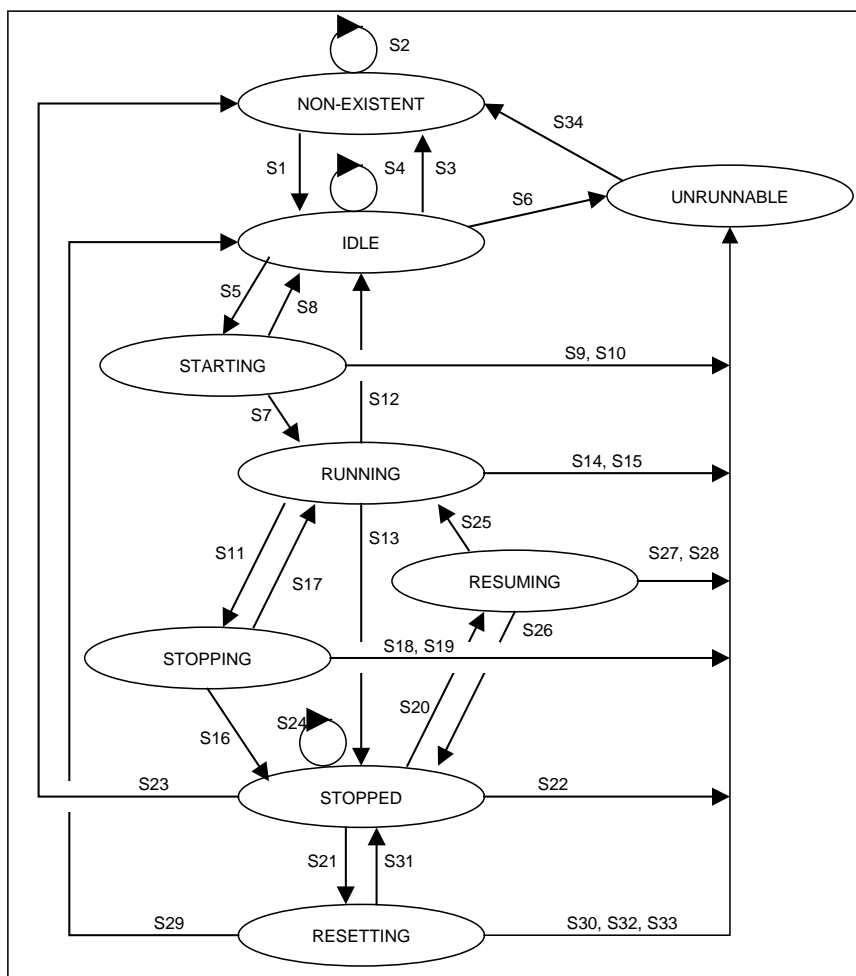 S2
NON-EXISTENT
S34
S1
S4
S3
S6
UNRUNNABLE
IDLE
S5
S8
STARTING
S9, S10
S7
S12
RUNNING
S14, S15
S25
S11
S13
S17
S27, S28
RESUMING
S26
S18, S19
STOPPING
S20
S24
S16
S23
STOPPED
S22
S21
S31
S29
RESETTING
S30, S32, S33